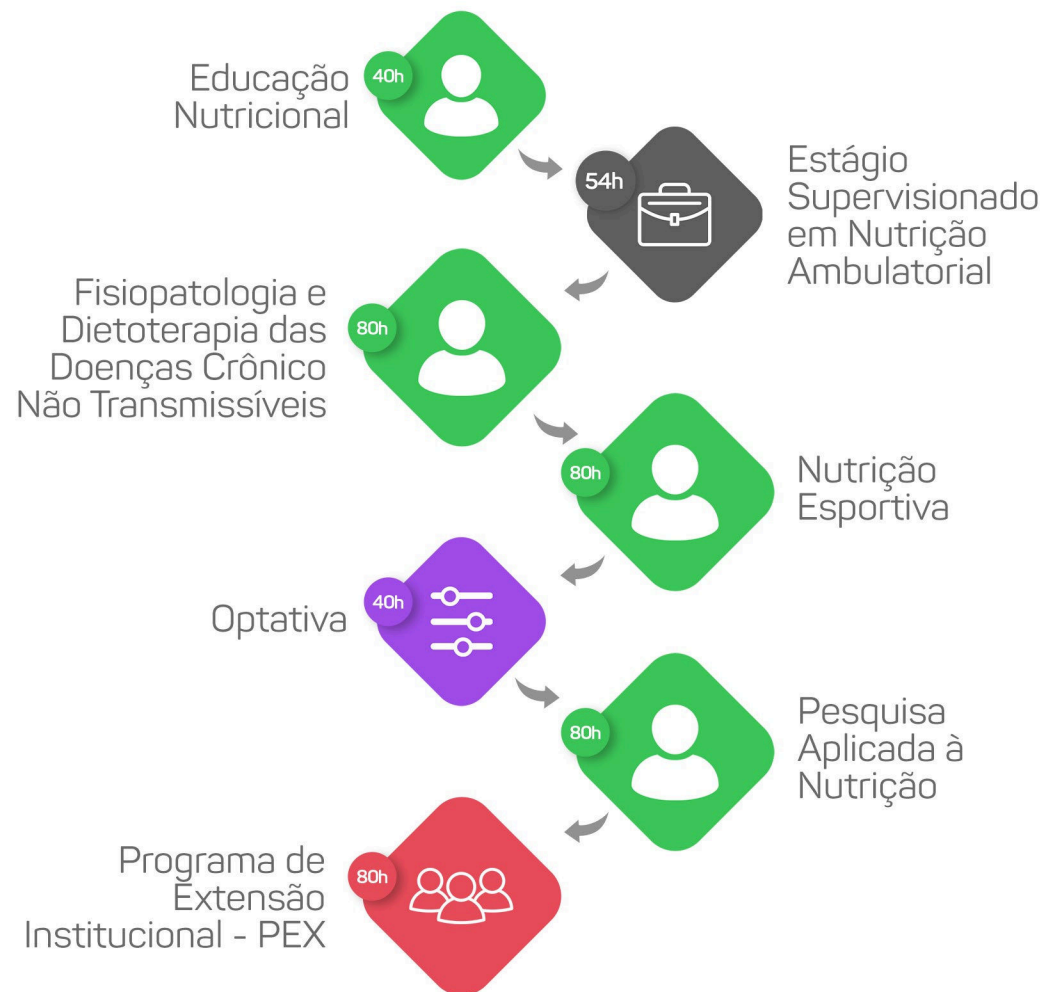 Educação
Nutricional
40h
54h
Estágio
Supervisionado
em Nutrição
Ambulatorial
Fisiopatologia e
Dietoterapia das
Doenças Crônico
Não Transmissíveis
80h
80h
Nutrição
Esportiva
Optativa
40h
80h
Pesquisa
Aplicada à
Nutrição
Programa de
Extensão
Institucional - PEX
80h